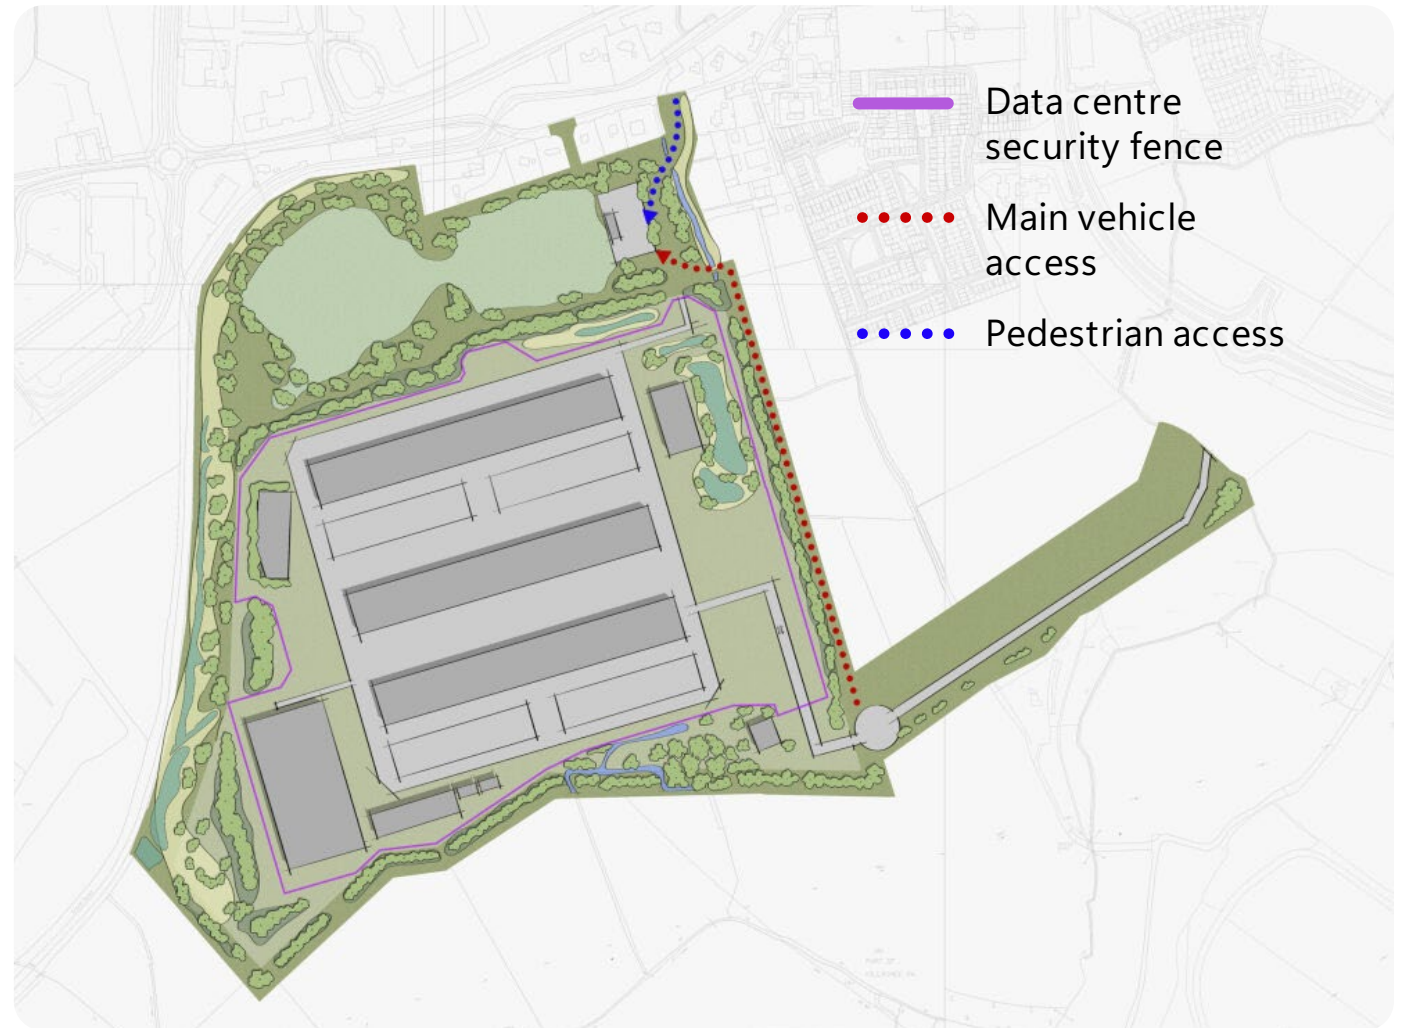 Data centre
security fence
Main vehicle
access
Pedestrian access